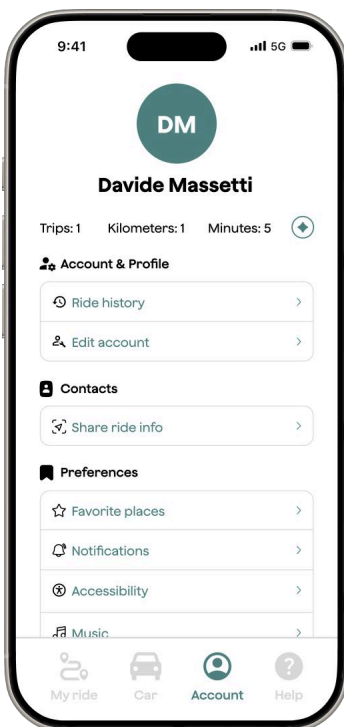 9:41
5G
DM
Davide Massetti
Trips: 1 Kilometers: 1 Minutes: 5
Account & Profile
Ride history
Edit account
Contacts
Share ride info
Preferences
Favorite places
Notifications
Accessibility
Music
My ride Car Account Help